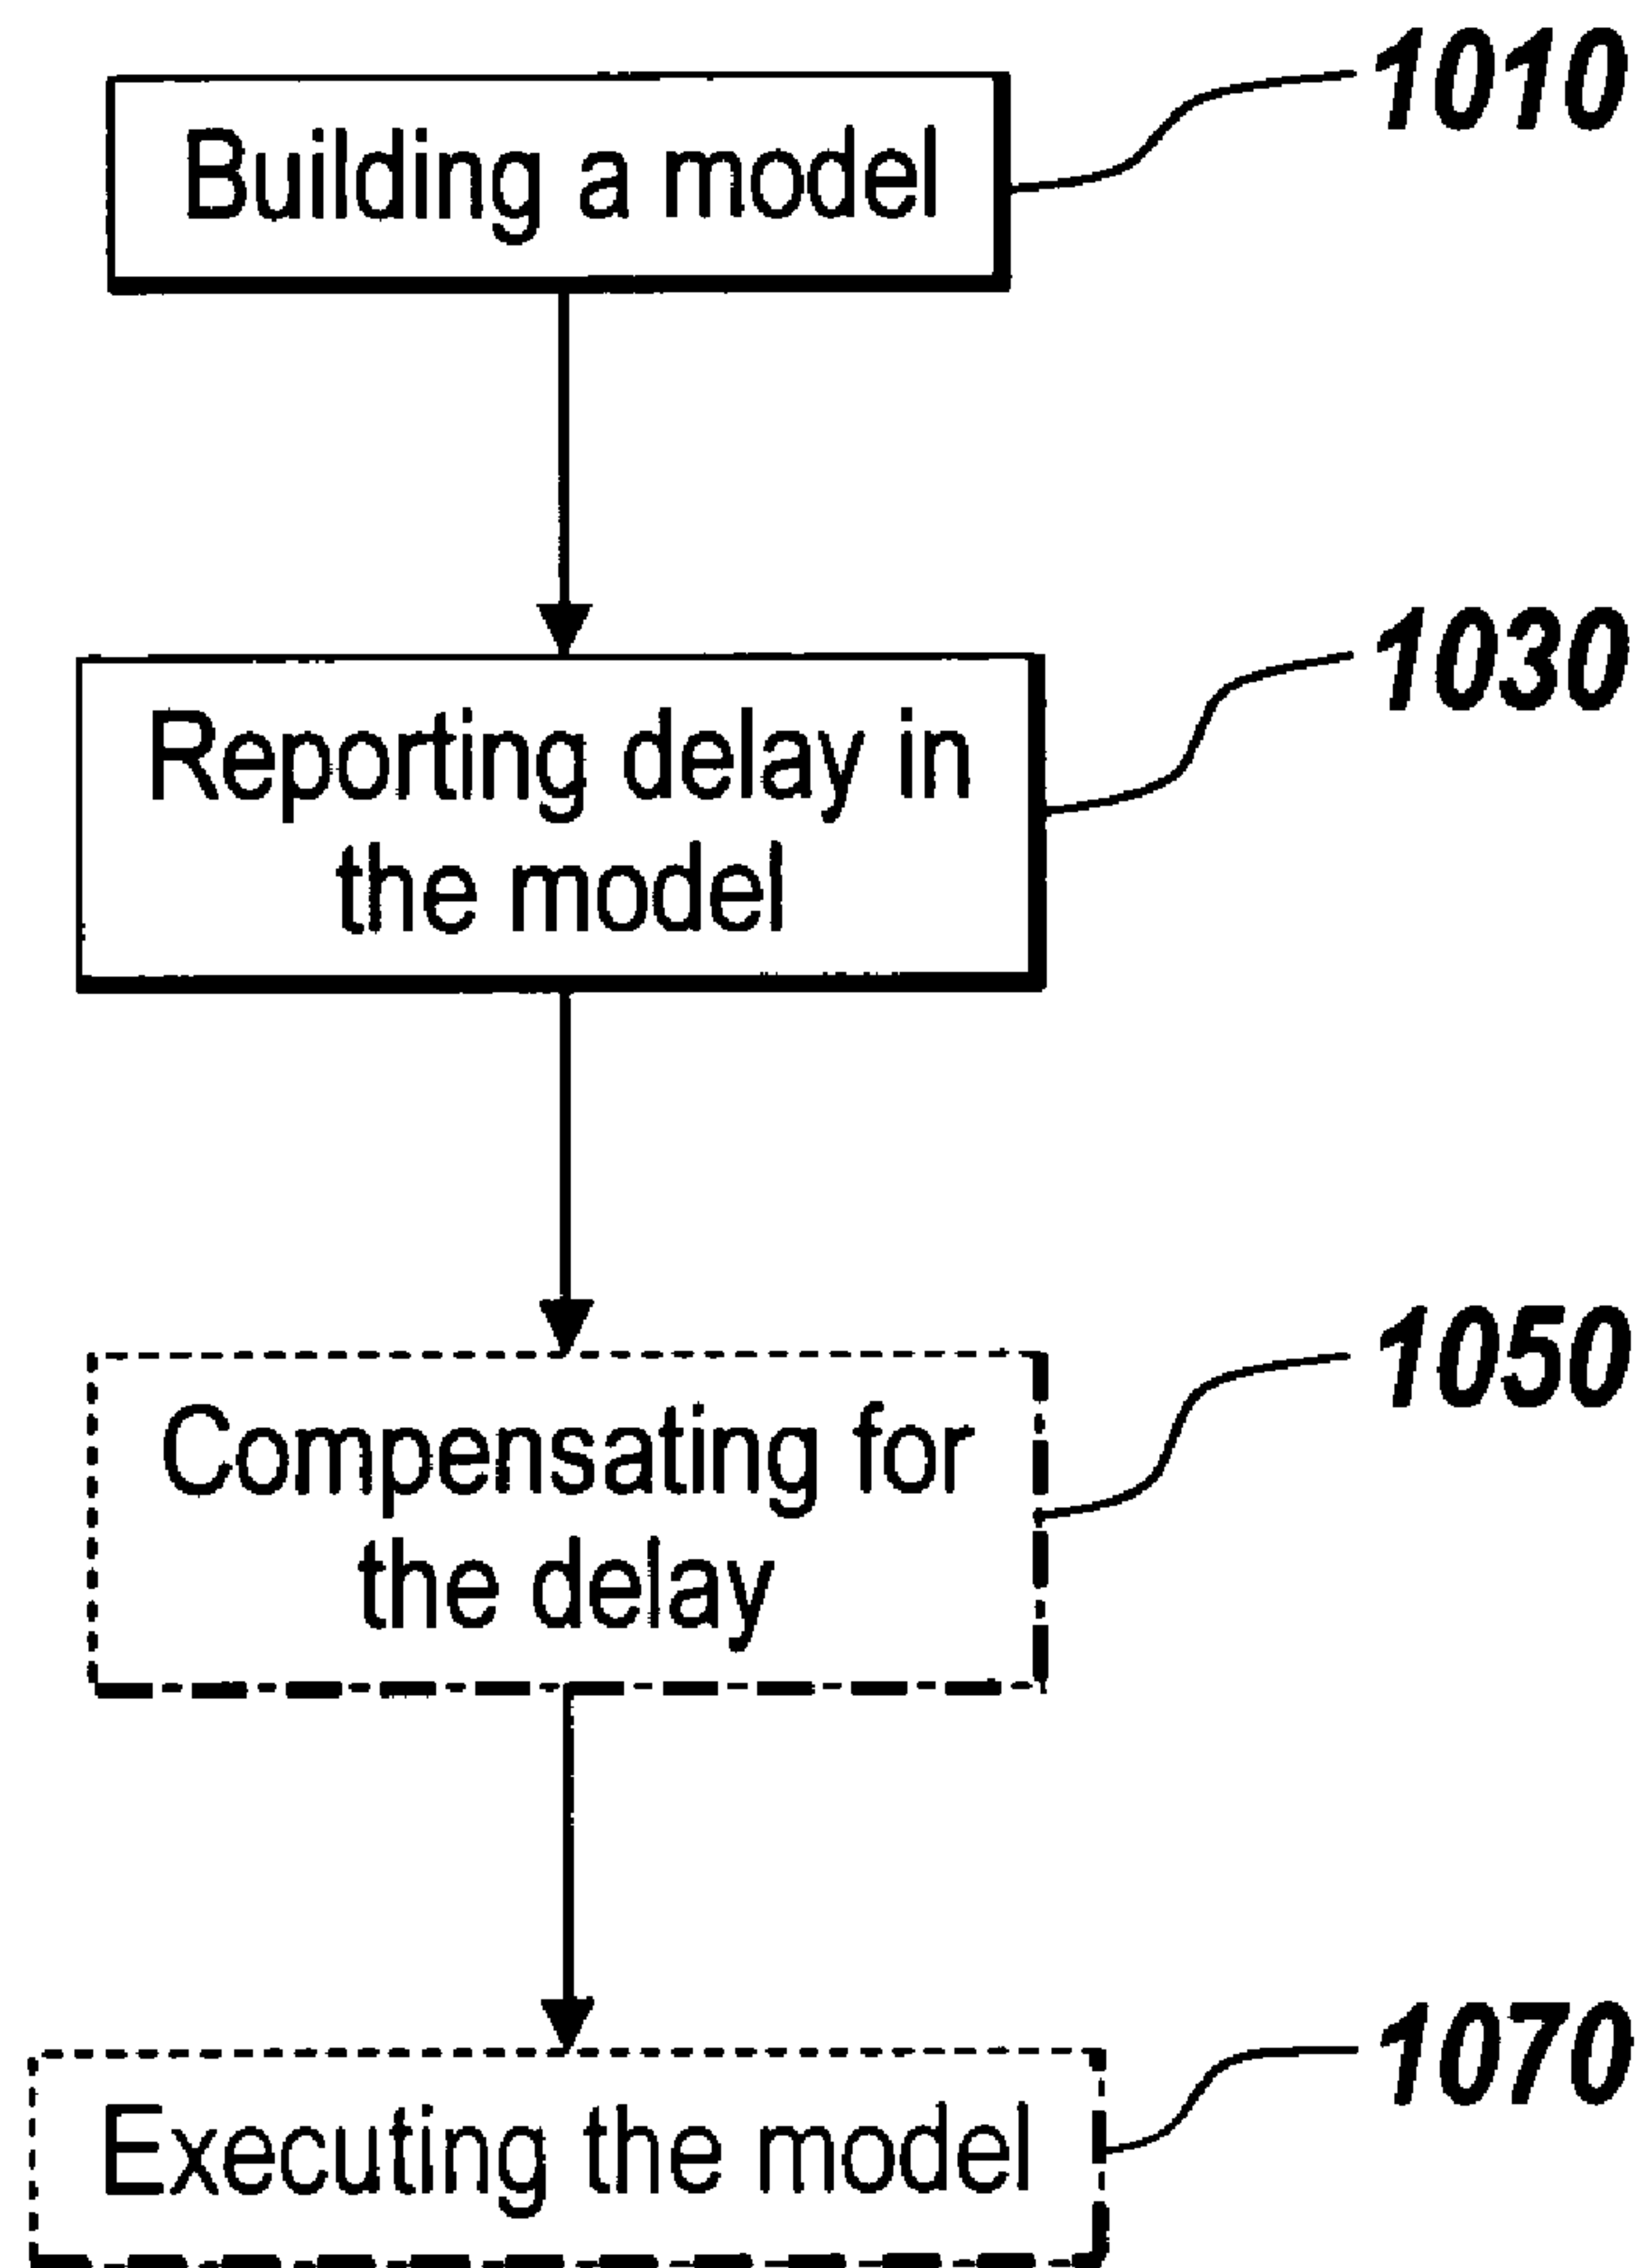 Building a model
1010
Reporting delay in
the model
1030
Compensating for
the delay
1050
Executing the model
1070